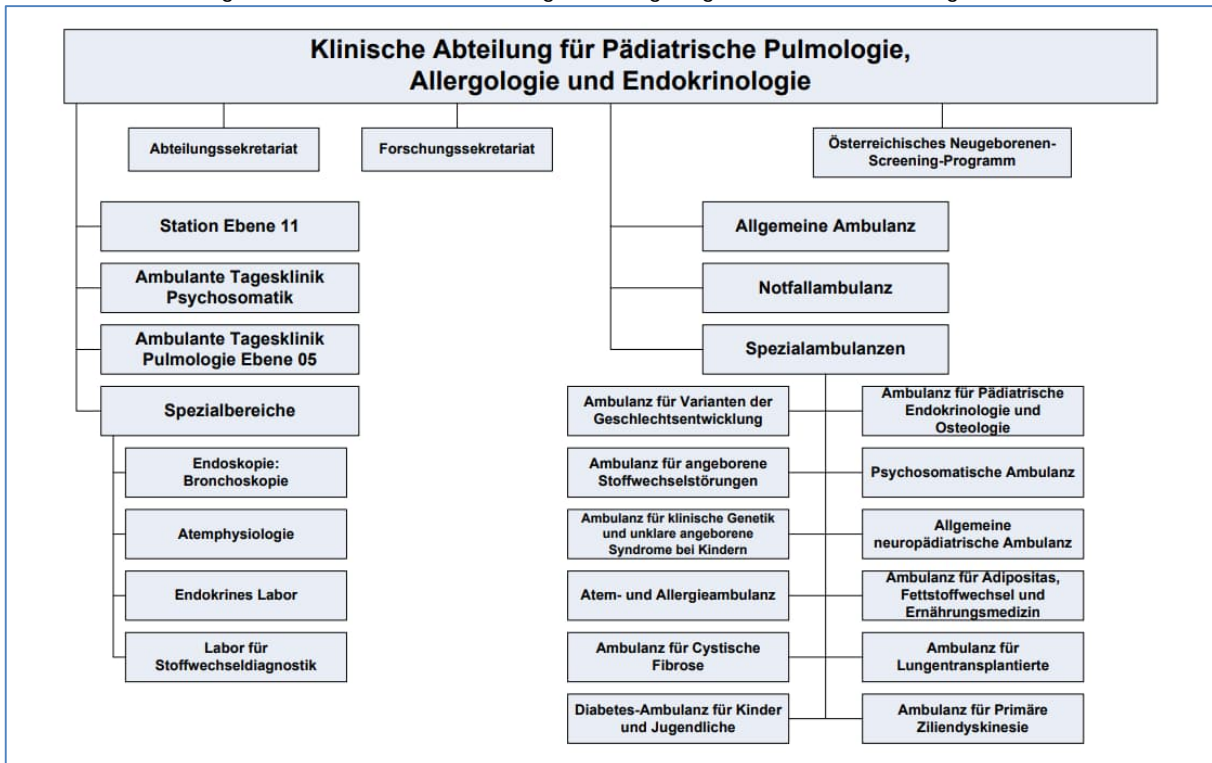 Klinische Abteilung für Pädiatrische Pulmologie,
Allergologie und Endokrinologie
Abteilungssekretariat
Forschungssekretariat
Österreichisches Neugeborenen-
Screening-Programm
Station Ebene 11
Ambulante Tagesklinik
Psychosomatik
Ambulante Tagesklinik
Pulmologie Ebene 05
Spezialbereiche
Endoskopie:
Bronchoskopie
Atemphysiologie
Endokrines Labor
Labor für
Stoffwechseldiagnostik
Allgemeine Ambulanz
Notfallambulanz
Spezialambulanzen
Ambulanz für Varianten der
Geschlechtsentwicklung
Ambulanz für Pädiatrische
Endokrinologie und
Osteologie
Ambulanz für angeborene
Stoffwechselstörungen
Psychosomatische Ambulanz
Ambulanz für klinische Genetik
und unklare angeborene
Syndrome bei Kindern
Allgemeine
neuropädiatrische Ambulanz
Atem- und Allergieambulanz
Ambulanz für Adipositas,
Fettstoffwechsel und
Ernährungsmedizin
Ambulanz für Cystische
Fibrose
Ambulanz für
Lungentransplantierte
Diabetes-Ambulanz für Kinder
und Jugendliche
Ambulanz für Primäre
Ziliendyskinesie